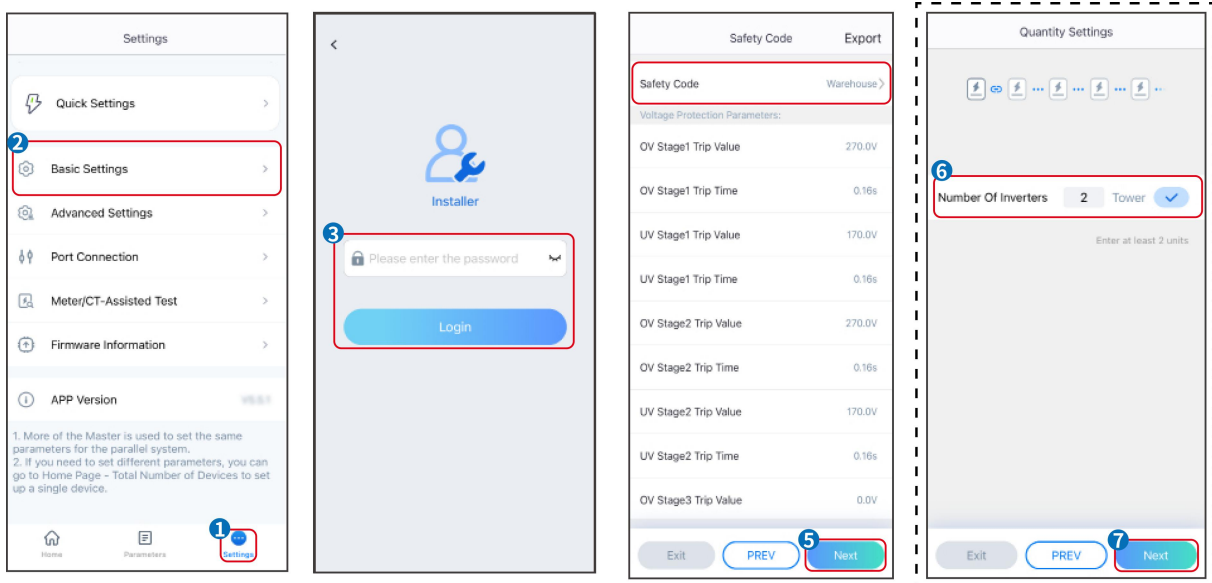 Settings
Quick Settings
2
Basic Settings
Advanced Settings
Port Connection
Meter/CT-Assisted Test
Firmware Information
APP Version
1. More of the Master is used to set the same
parameters for the parallel system.
2. If you need to set different parameters, you can
go to Home Page – Total Number of Devices to set
up a single device.
1
Home
Parameters
Settings
Installer
3
Please enter the password
Login
Safety Code
Export
Safety Code
Warehouse
Voltage Protection Parameters:
OV Stage1 Trip Value 270.0V
OV Stage1 Trip Time 0.16s
UV Stage1 Trip Value 170.0V
UV Stage1 Trip Time 0.16s
OV Stage2 Trip Value 270.0V
OV Stage2 Trip Time 0.16s
UV Stage2 Trip Value 170.0V
UV Stage2 Trip Time 0.16s
OV Stage3 Trip Value 0.0V
5
Exit
PREV
Next
Quantity Settings
6
Number Of Inverters 2 Tower
Enter at least 2 units
7
Exit
PREV
Next